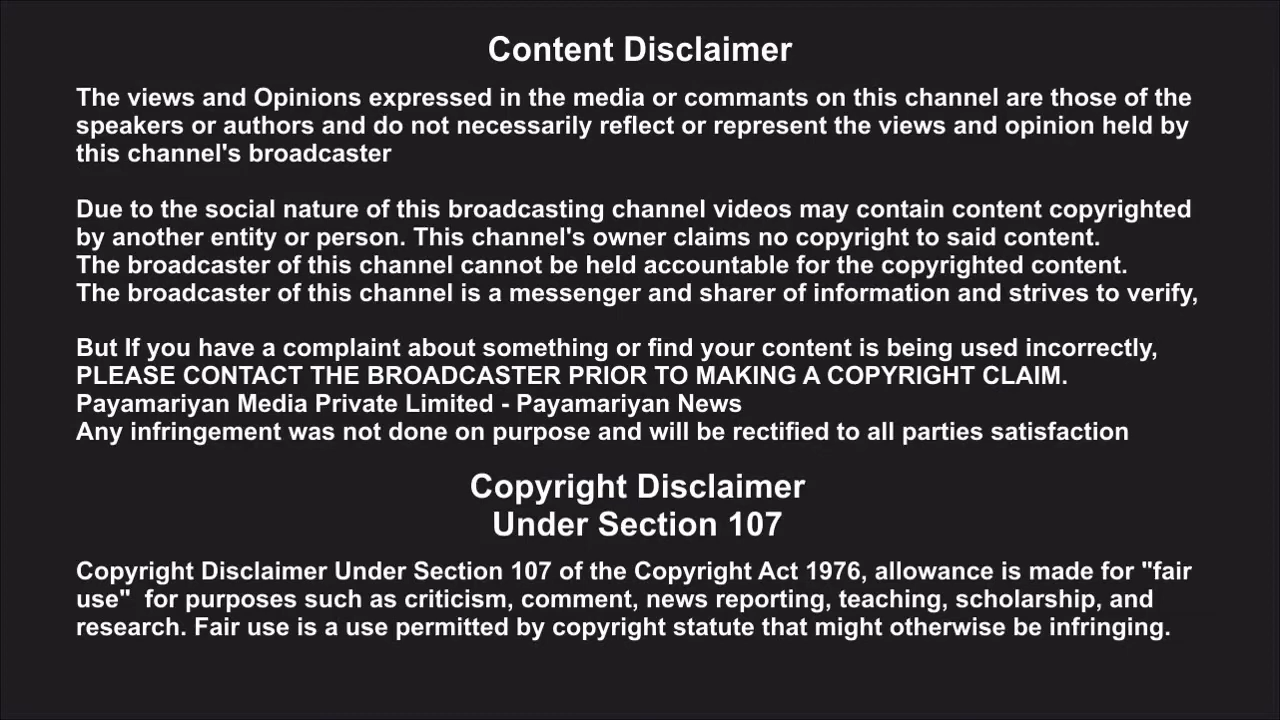 Content Disclaimer
The views and Opinions expressed in the media or commants on this channel are those of the
speakers or authors and do not necessarily reflect or represent the views and opinion held by
this channel's broadcaster
Due to the social nature of this broadcasting channel videos may contain content copyrighted
by another entity or person. This channel's owner claims no copyright to said content.
The broadcaster of this channel cannot be held accountable for the copyrighted content.
The broadcaster of this channel is a messenger and sharer of information and strives to verify,
But If you have a complaint about something or find your content is being used incorrectly,
PLEASE CONTACT THE BROADCASTER PRIOR TO MAKING A COPYRIGHT CLAIM.
Payamariyan Media Private Limited - Payamariyan News
Any infringement was not done on purpose and will be rectified to all parties satisfaction
Copyright Disclaimer
Under Section 107
Copyright Disclaimer Under Section 107 of the Copyright Act 1976, allowance is made for "fair
use"  for purposes such as criticism, comment, news reporting, teaching, scholarship, and
research. Fair use is a use permitted by copyright statute that might otherwise be infringing.